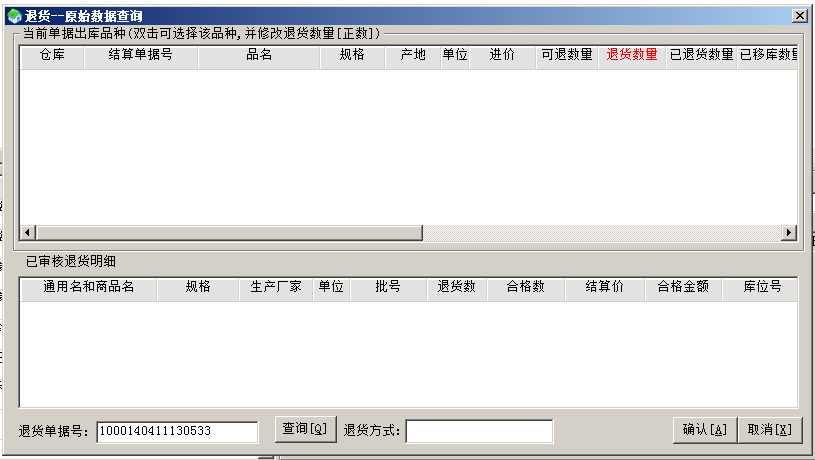 退货--原始数据查询
当前单据出库品种(双击可选择该品种,并修改退货数量[正数])
仓库 结算单据号 品名 规格 产地 单位 进价 可退数量 退货数量 已退货数量 已移库数量
已审核退货明细
通用名和商品名 规格 生产厂家 单位 批号 退货数 合格数 结算价 合格金额 库位号
退货单据号: 1000140411130533 查询[Q] 退货方式: 确认[A] 取消[X]